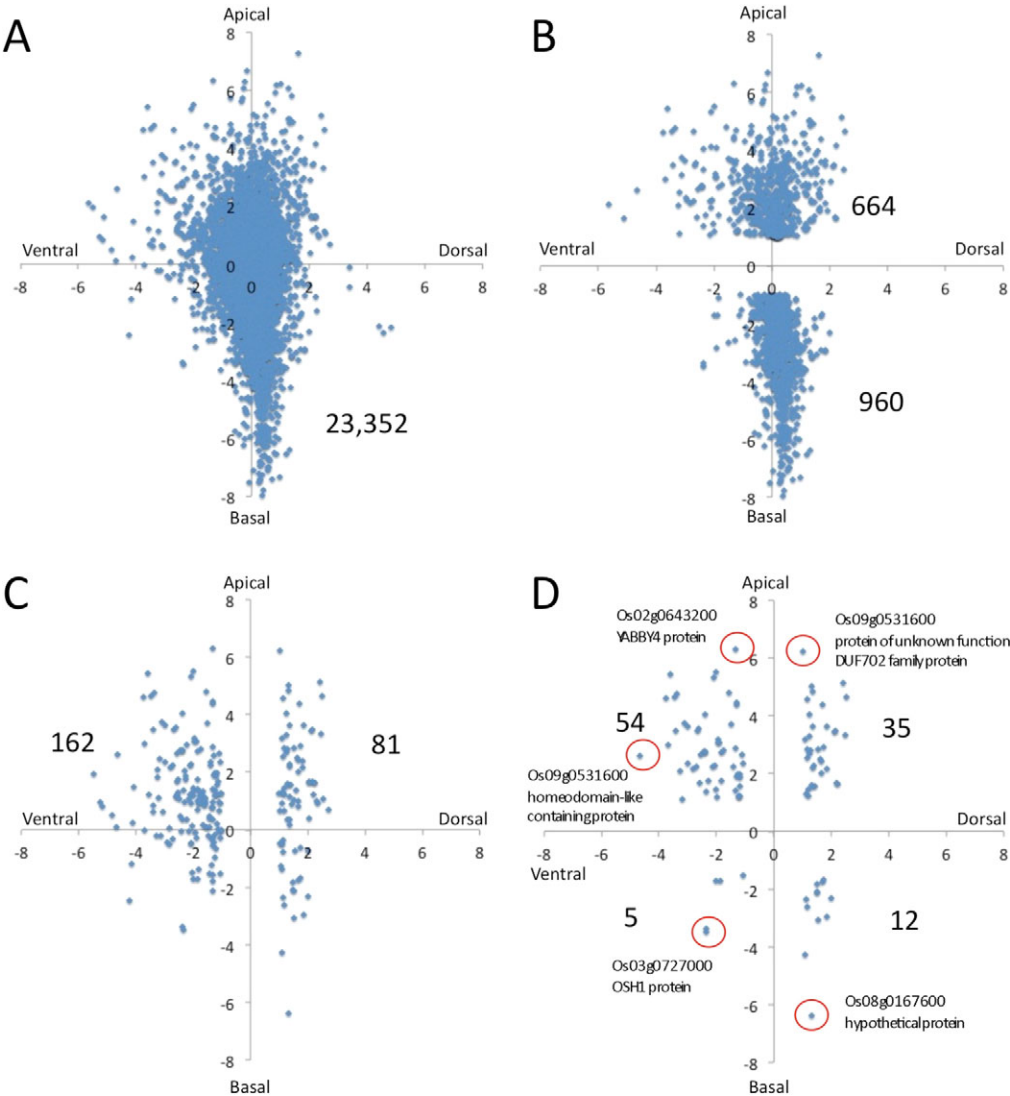 A
Apical
8
6
4
2
0
-2
-4
-6
-8
Ventral
Dorsal
-8 -6 -4 -2 0 2 4 6 8
23,352
Basal
B
Apical
8
6
4
2
0
-2
-4
-6
-8
Ventral
Dorsal
-8 -6 -4 -2 0 2 4 6 8
664
960
Basal
C
Apical
8
6
4
2
0
-2
-4
-6
-8
162
81
Ventral
Dorsal
-8 -6 -4 -2 0 2 4 6 8
Basal
D
Apical
8
6
4
2
0
-2
-4
-6
-8
Os02g0643200
YABBY4 protein
Os09g0531600
protein of unknown function
DUF702 family protein
54
35
Os09g0531600
homeodomain-like
containing protein
Dorsal
-8 -6 -4 -2 0 2 4 6 8
Ventral
5
12
Os03g0727000
OSH1 protein
Os08g0167600
hypothetical protein
Basal